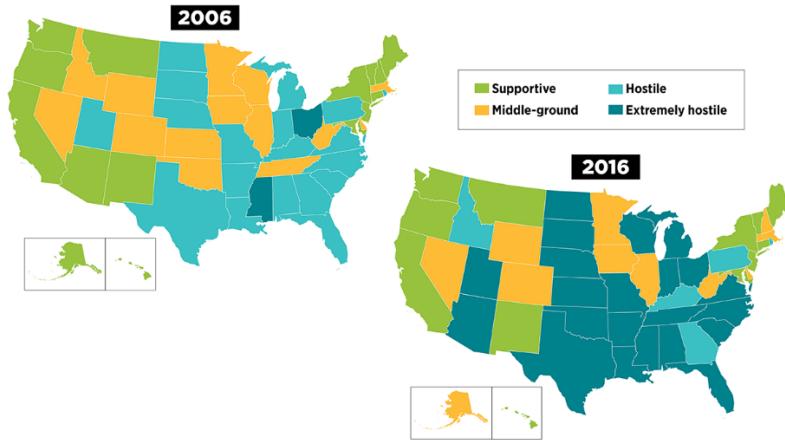 2006
Supportive
Hostile
Middle-ground
Extremely hostile
2016